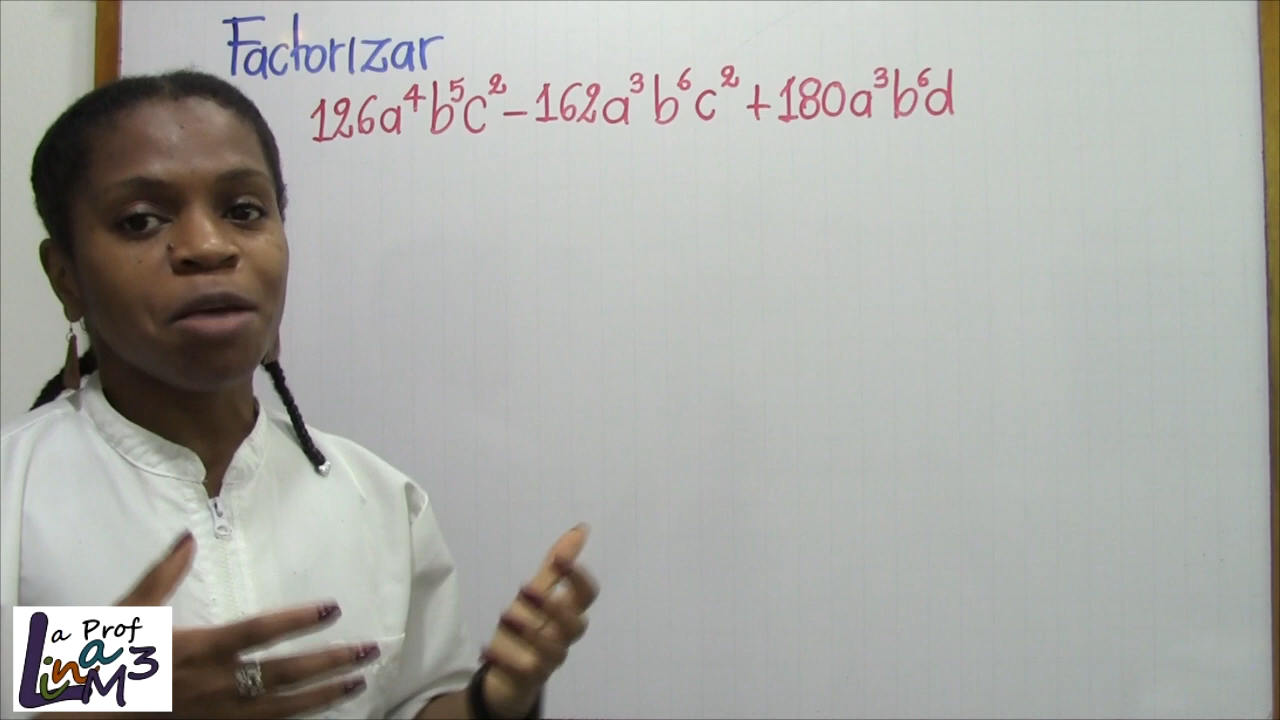 Factorizar
126a⁴b⁵c² – 162a³b⁶c² + 180a³b⁶d
La Prof
Lina M3